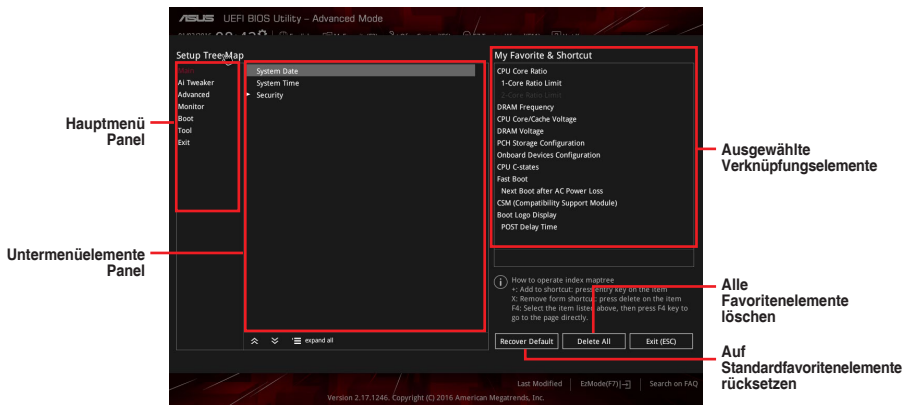 ASUS UEFI BIOS Utility – Advanced Mode
Setup Tree Map
Main
Ai Tweaker
Advanced
Monitor
Boot
Tool
Exit
System Date
System Time
Security
expand all
My Favorite & Shortcut
CPU Core Ratio
1-Core Ratio Limit
2-Core Ratio Limit
DRAM Frequency
CPU Core/Cache Voltage
DRAM Voltage
PCH Storage Configuration
Onboard Devices Configuration
CPU C-states
Fast Boot
Next Boot after AC Power Loss
CSM (Compatibility Support Module)
Boot Logo Display
POST Delay Time
How to operate index maptree
+: Add to shortcut: press entry key on the item
X: Remove form shortcut: press delete on the item
F4: Select the item listed above, then press F4 key to
go to the page directly.
Recover Default
Delete All
Exit (ESC)
Last Modified
EzMode(F7)
Search on FAQ
Version 2.17.1246. Copyright (C) 2016 American Megatrends, Inc.
Hauptmenü
Panel
Untermenüelemente
Panel
Ausgewählte
Verknüpfungselemente
Alle
Favoritenelemente
löschen
Auf
Standardfavoritenelemente
rücksetzen